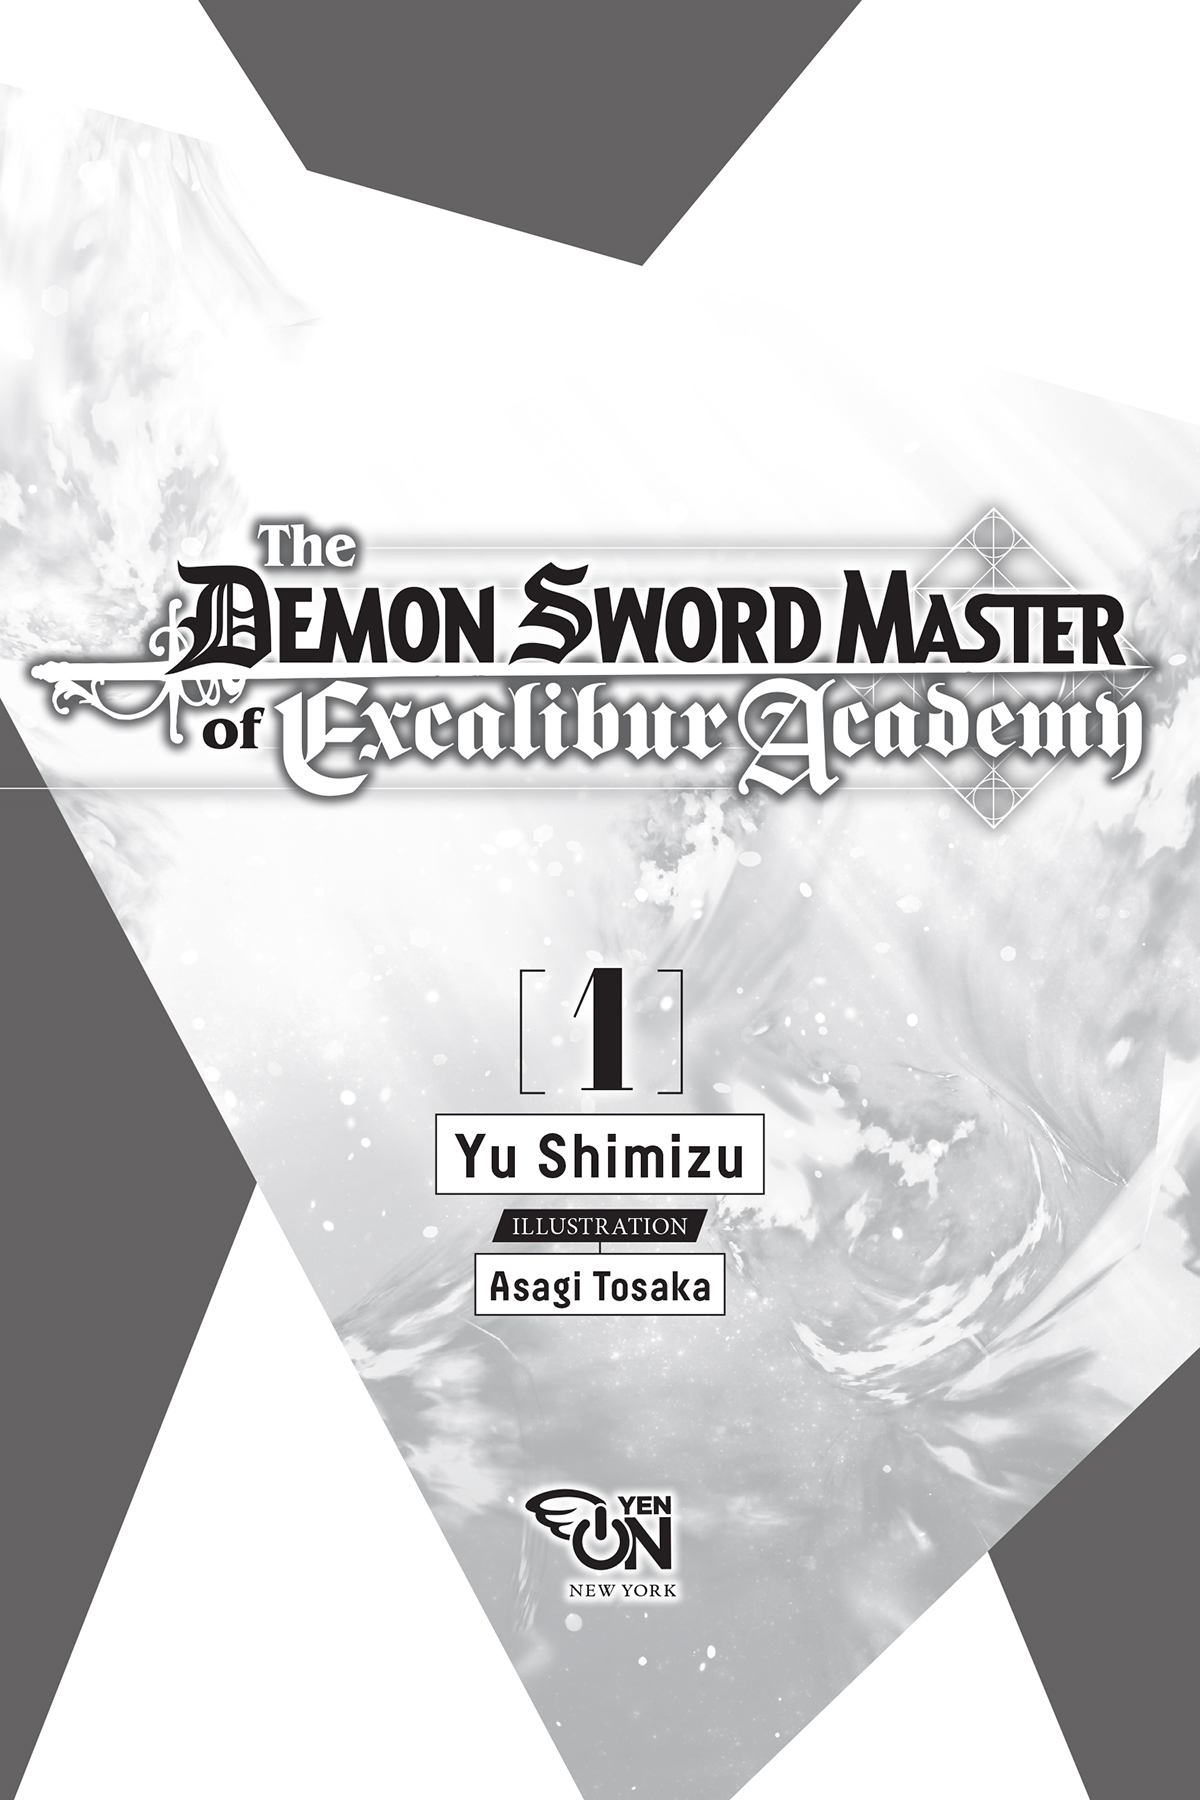 The
DEMON SWORD MASTER
of Excalibur Academy
[1]
Yu Shimizu
ILLUSTRATION
Asagi Tosaka
YEN
ON
NEW YORK